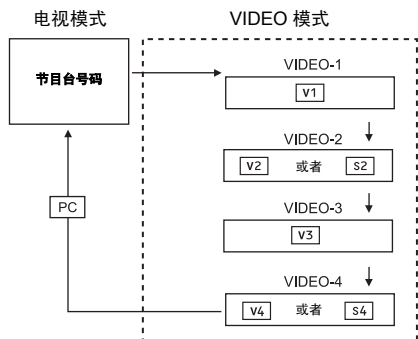 电视模式
VIDEO 模式
节目台号码
VIDEO-1
V1
VIDEO-2
V2 或者 S2
PC
VIDEO-3
V3
VIDEO-4
V4 或者 S4